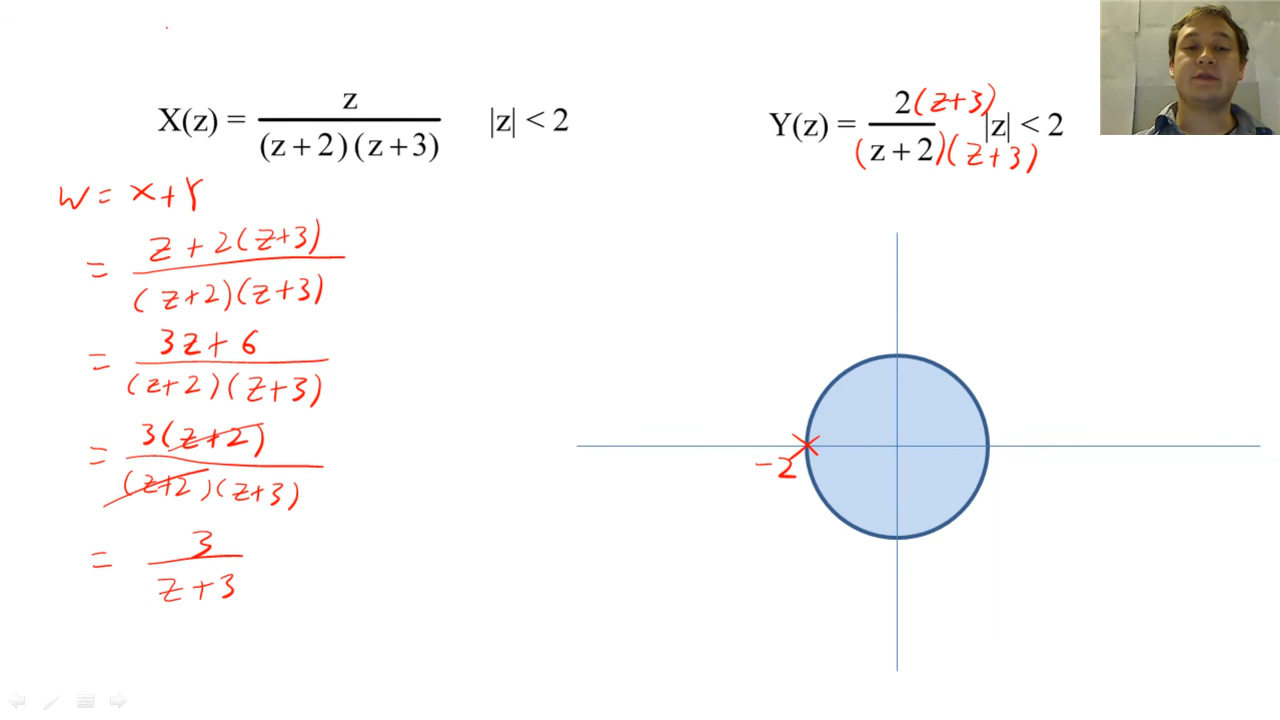 X(z) = z / ((z+2)(z+3)) |z| < 2
Y(z) = 2(z+3) / (z+2)(z+3) |z| < 2
W = X + Y
= z + 2(z+3) / (z+2)(z+3)
= 3z + 6 / (z+2)(z+3)
= 3(z+2) / (z+2)(z+3)
= 3 / z+3
-2